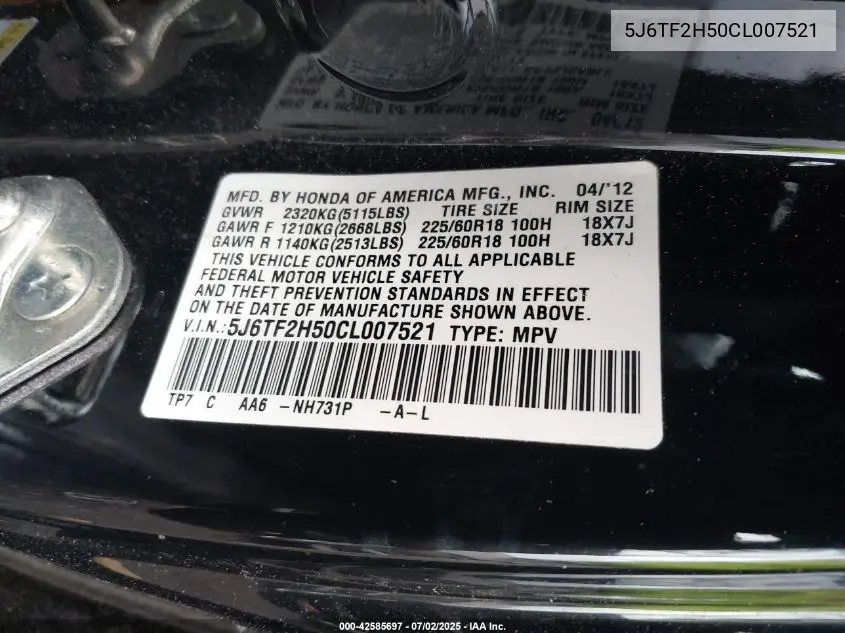 5J6TF2H50CL007521
MFD. BY HONDA OF AMERICA MFG., INC. 04/'12
GVWR 2320KG(5115LBS) TIRE SIZE RIM SIZE
GAWR F 1210KG(2668LBS) 225/60R18 100H 18X7J
GAWR R 1140KG(2513LBS) 225/60R18 100H 18X7J
THIS VEHICLE CONFORMS TO ALL APPLICABLE
FEDERAL MOTOR VEHICLE SAFETY
AND THEFT PREVENTION STANDARDS IN EFFECT
ON THE DATE OF MANUFACTURE SHOWN ABOVE.
V.I.N.:5J6TF2H50CL007521 TYPE: MPV
TP7 C AA6 -NH731P -A-L
000-42585697 - 07/02/2025 - IAA Inc.